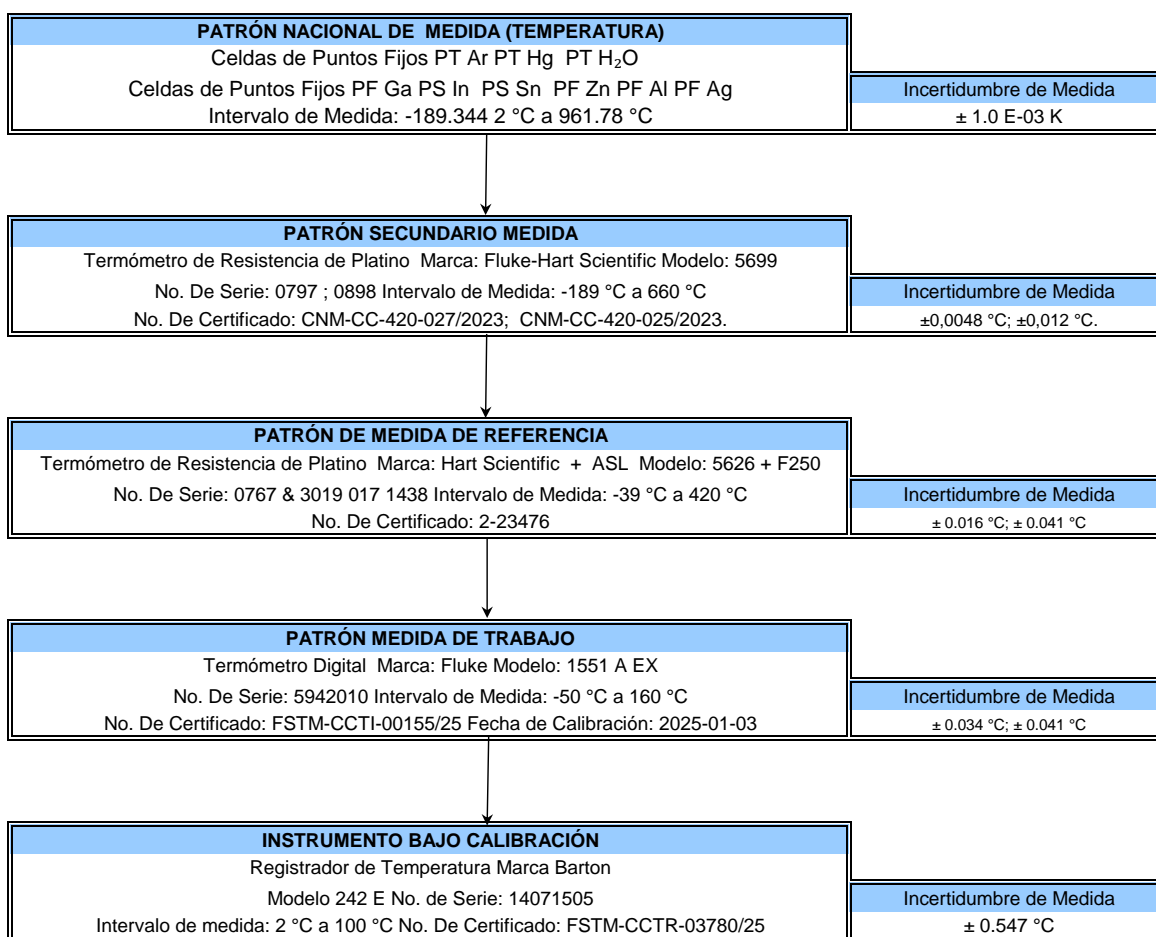 PATRÓN NACIONAL DE MEDIDA (TEMPERATURA)
Celdas de Puntos Fijos PT Ar PT Hg PT H₂O
Celdas de Puntos Fijos PF Ga PS In PS Sn PF Zn PF Al PF Ag
Intervalo de Medida: -189.344 2 °C a 961.78 °C
Incertidumbre de Medida
± 1.0 E-03 K
PATRÓN SECUNDARIO MEDIDA
Termómetro de Resistencia de Platino Marca: Fluke-Hart Scientific Modelo: 5699
No. De Serie: 0797 ; 0898 Intervalo de Medida: -189 °C a 660 °C
No. De Certificado: CNM-CC-420-027/2023; CNM-CC-420-025/2023.
Incertidumbre de Medida
±0,0048 °C; ±0,012 °C.
PATRÓN DE MEDIDA DE REFERENCIA
Termómetro de Resistencia de Platino Marca: Hart Scientific + ASL Modelo: 5626 + F250
No. De Serie: 0767 & 3019 017 1438 Intervalo de Medida: -39 °C a 420 °C
No. De Certificado: 2-23476
Incertidumbre de Medida
± 0.016 °C; ± 0.041 °C
PATRÓN MEDIDA DE TRABAJO
Termómetro Digital Marca: Fluke Modelo: 1551 A EX
No. De Serie: 5942010 Intervalo de Medida: -50 °C a 160 °C
No. De Certificado: FSTM-CCTI-00155/25 Fecha de Calibración: 2025-01-03
Incertidumbre de Medida
± 0.034 °C; ± 0.041 °C
INSTRUMENTO BAJO CALIBRACIÓN
Registrador de Temperatura Marca Barton
Modelo 242 E No. de Serie: 14071505
Intervalo de medida: 2 °C a 100 °C No. De Certificado: FSTM-CCTR-03780/25
Incertidumbre de Medida
± 0.547 °C